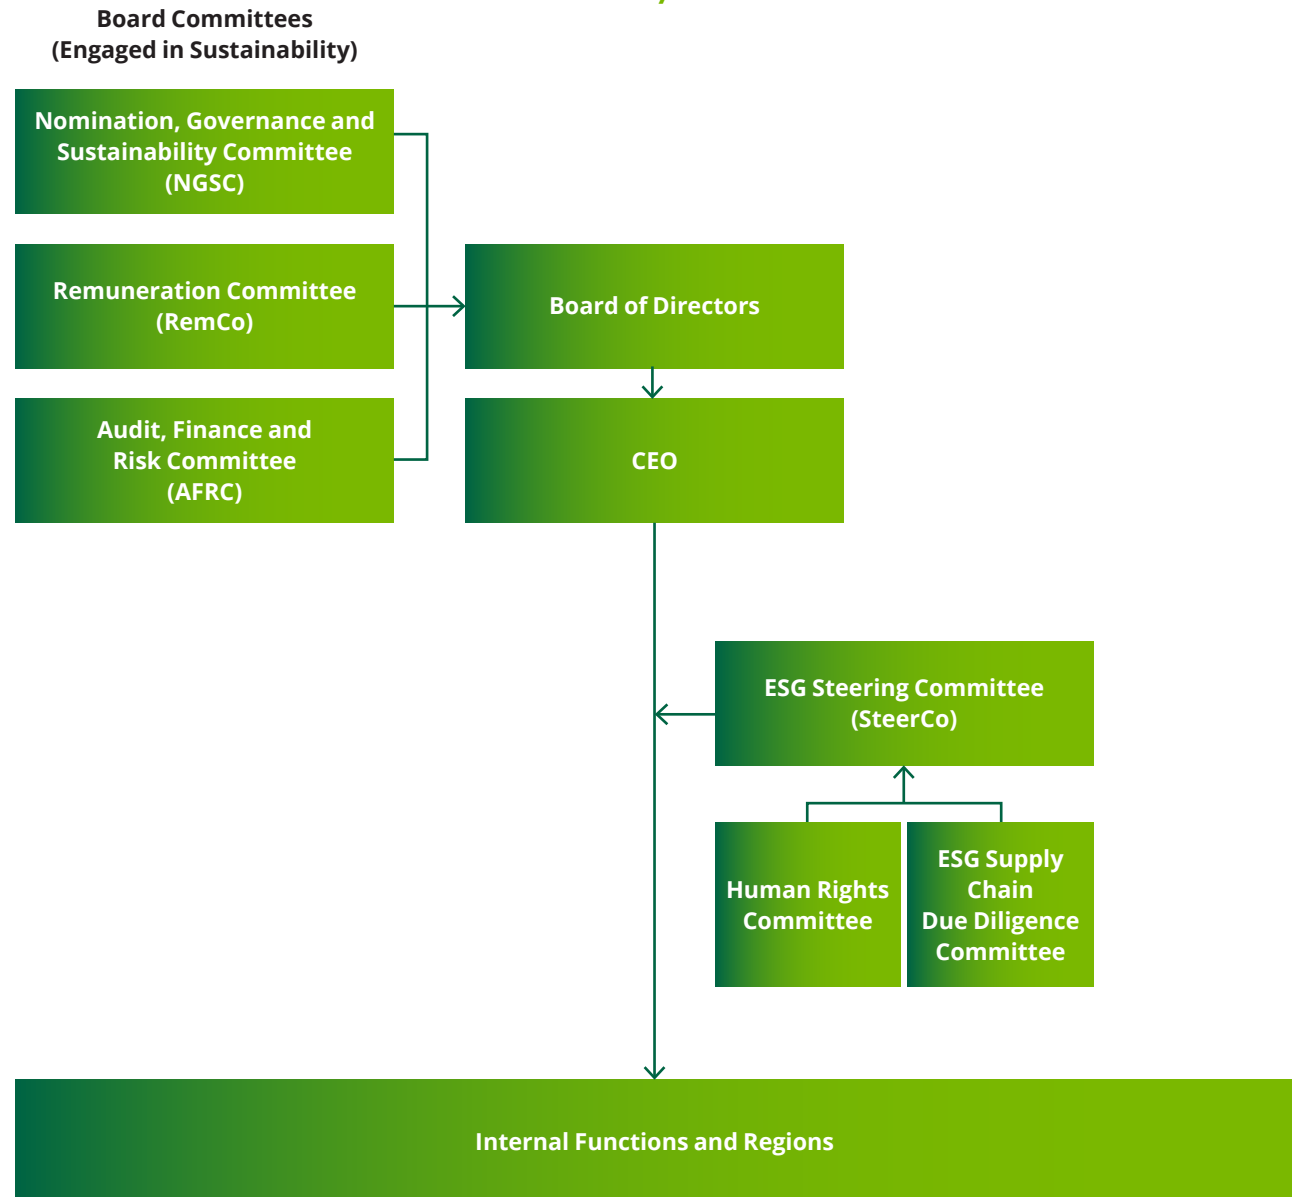 Board Committees
(Engaged in Sustainability)
Nomination, Governance and
Sustainability Committee
(NGSC)
Remuneration Committee
(RemCo)
Board of Directors
Audit, Finance and
Risk Committee
(AFRC)
CEO
ESG Steering Committee
(SteerCo)
Human Rights
Committee
ESG Supply
Chain
Due Diligence
Committee
Internal Functions and Regions